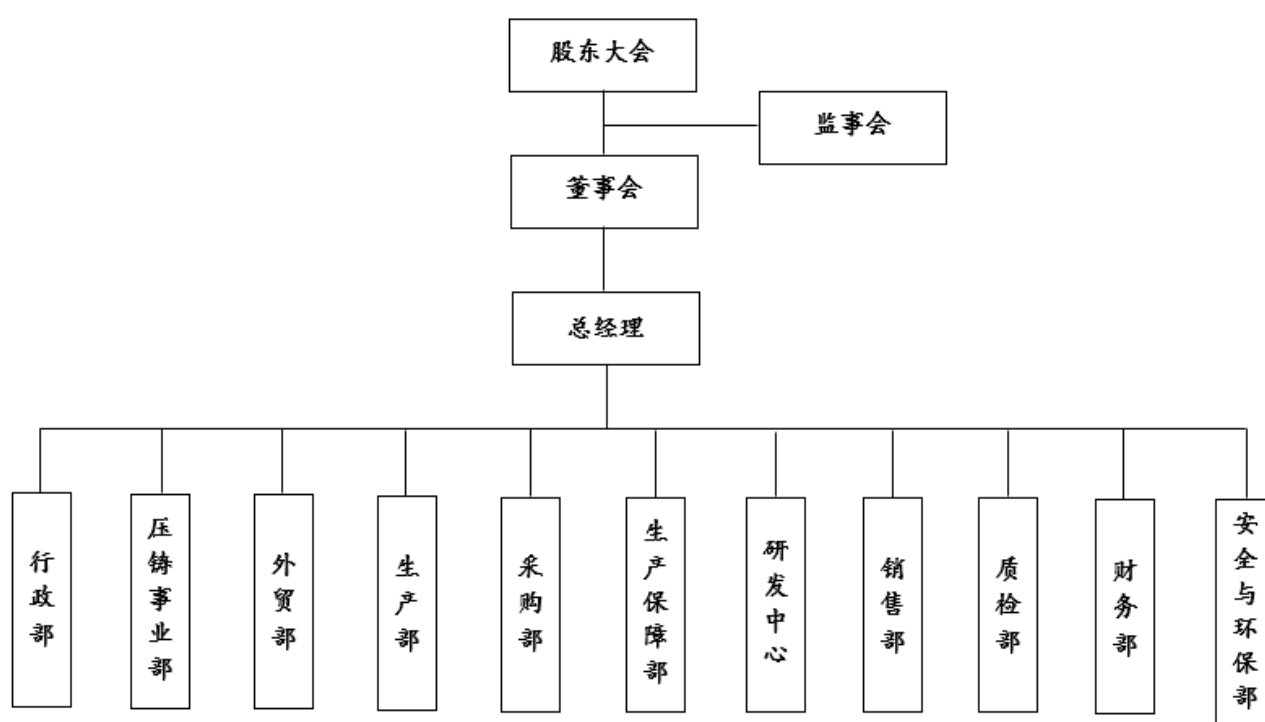 股东大会
监事会
董事会
总经理
行政部
压铸事业部
外贸部
生产部
采购部
生产保障部
研发中心
销售部
质检部
财务部
安全与环保部